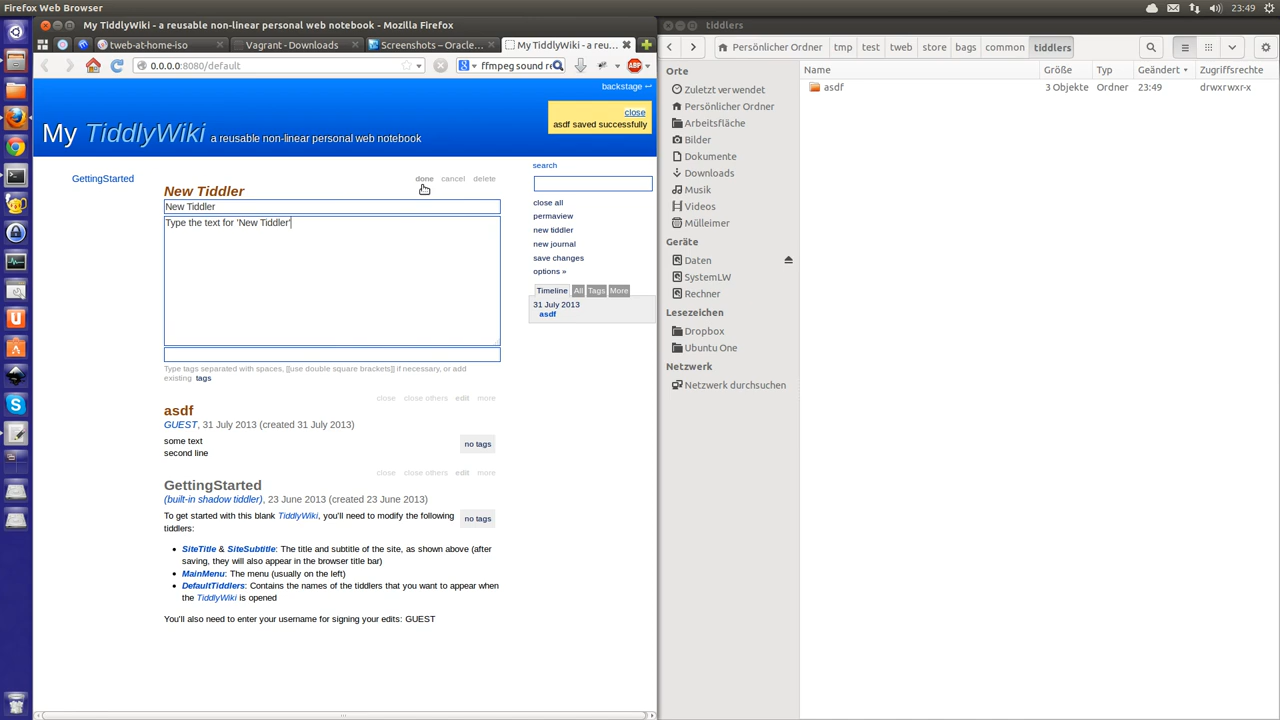 Firefox Web Browser
23:49
My TiddlyWiki - a reusable non-linear personal web notebook - Mozilla Firefox
tweb-at-home-iso
Vagrant - Downloads
Screenshots – Oracle...
My TiddlyWiki - a reu...
0.0.0.0:8080/default
ffmpeg sound re
ABP
backstage
close
asdf saved successfully
My TiddlyWiki a reusable non-linear personal web notebook
GettingStarted
done cancel delete
New Tiddler
New Tiddler
Type the text for 'New Tiddler'
Type tags separated with spaces, [[use double square brackets]] if necessary, or add
existing tags
close close others edit more
asdf
GUEST, 31 July 2013 (created 31 July 2013)
some text
second line
no tags
close close others edit more
GettingStarted
(built-in shadow tiddler), 23 June 2013 (created 23 June 2013)
To get started with this blank TiddlyWiki, you'll need to modify the following
tiddlers:
no tags
SiteTitle & SiteSubtitle: The title and subtitle of the site, as shown above (after
saving, they will also appear in the browser title bar)
MainMenu: The menu (usually on the left)
DefaultTiddlers: Contains the names of the tiddlers that you want to appear when
the TiddlyWiki is opened
You'll also need to enter your username for signing your edits: GUEST
search
close all
permaview
new tiddler
new journal
save changes
options »
Timeline All Tags More
31 July 2013
asdf
tiddlers
Persönlicher Ordner tmp test tweb store bags common tiddlers
Orte
Zuletzt verwendet
Persönlicher Ordner
Arbeitsfläche
Bilder
Dokumente
Downloads
Musik
Videos
Mülleimer
Geräte
Daten
SystemLW
Rechner
Lesezeichen
Dropbox
Ubuntu One
Netzwerk
Netzwerk durchsuchen
Name Größe Typ Geändert Zugriffsrechte
asdf 3 Objekte Ordner 23:49 drwxrwxr-x